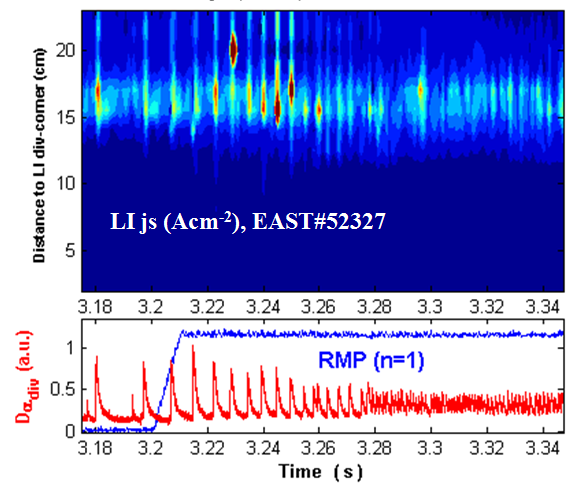 Distance to LI div-corner (cm)
20
15
10
5
LI js (Acm-2), EAST#52327
3.18 3.2 3.22 3.24 3.26 3.28 3.3 3.32 3.34
Dαdiv (a.u.)
1
0.5
0
RMP (n=1)
3.18 3.2 3.22 3.24 3.26 3.28 3.3 3.32 3.34
Time (s)